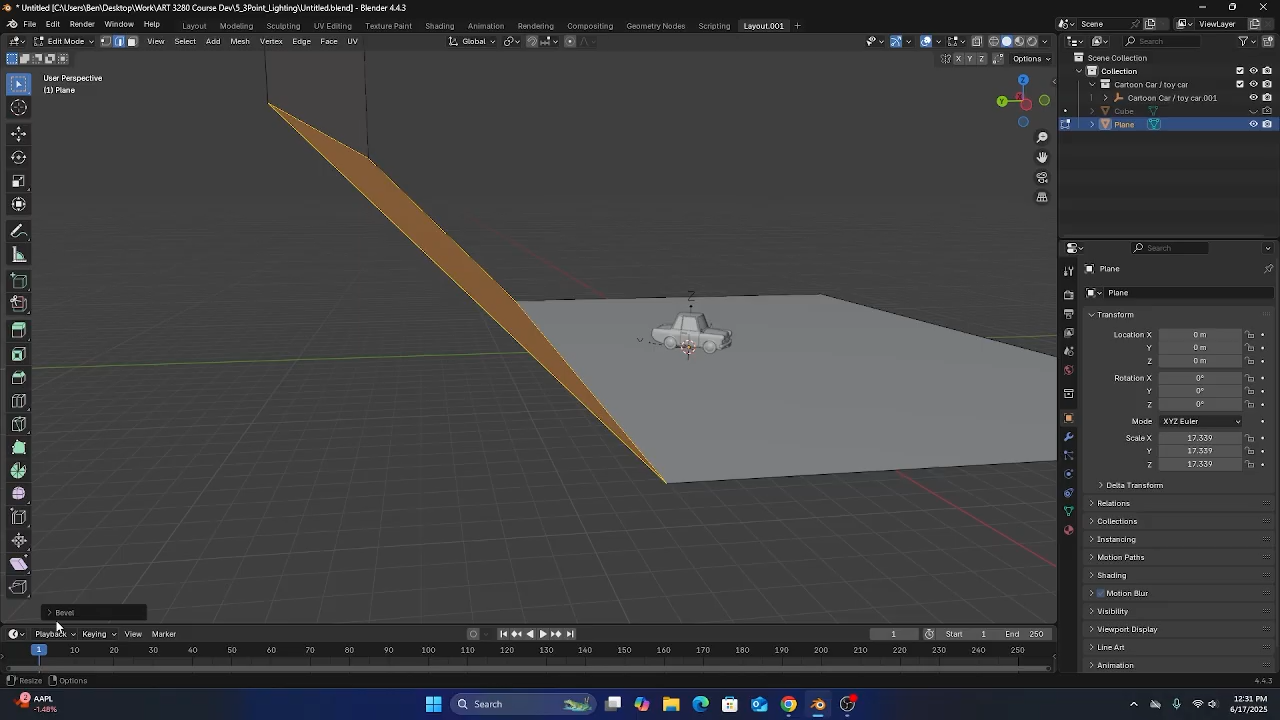 * Untitled [C:\Users\Ben\Desktop\Work\ART 3280 Course Dev\5_3Point_Lighting\Untitled.blend] - Blender 4.4.3
File Edit Render Window Help Layout Modeling Sculpting UV Editing Texture Paint Shading Animation Rendering Compositing Geometry Nodes Scripting Layout.001 + Scene ViewLayer
Edit Mode View Select Add Mesh Vertex Edge Face UV Global Search
X Y Z Options
User Perspective
(1) Plane
Scene Collection
Collection
Cartoon Car / toy car
Cartoon Car / toy car.001
Cube
Plane
Z
Y
Z
Search
Plane
Plane
Transform
Location X 0 m
Y 0 m
Z 0 m
Rotation X 0°
Y 0°
Z 0°
Mode XYZ Euler
Scale X 17.339
Y 17.339
Z 17.339
Delta Transform
Relations
Collections
Instancing
Motion Paths
Shading
Motion Blur
Visibility
Viewport Display
Line Art
Animation
Bevel
Playback Keying View Marker 1 Start 1 End 250
1 10 20 30 40 50 60 70 80 90 100 110 120 130 140 150 160 170 180 190 200 210 220 230 240 250
Resize Options 4.4.3
2 AAPL
-1.48%
Search
12:31 PM
6/17/2025